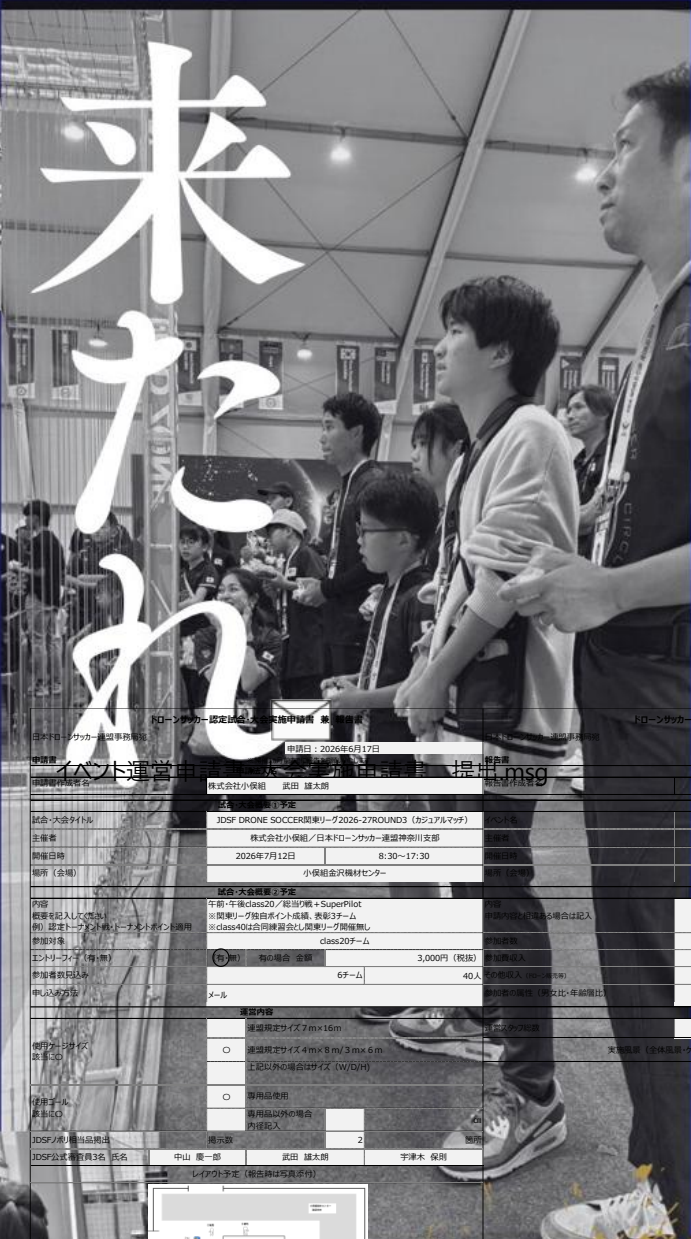 来たれ
ドローンサッカー認定試合・大会実施申請書 兼 報告書
ドローンサッカー
日本ドローンサッカー連盟事務局宛
申請日：2026年6月17日
申請書
報告書
提出.msg
申請書作成者名
株式会社小俣組 武田 雄太朗
報告書作成者名
試合・大会概要①予定
試合・大会タイトル
JDSF DRONE SOCCER関東リーグ2026-27ROUND3（カジュアルマッチ）
イベント名
主催者
株式会社小俣組／日本ドローンサッカー連盟神奈川支部
主催者
開催日時
2026年7月12日
8:30～17:30
開催日時
場所（会場）
小俣組金沢機材センター
場所（会場）
試合・大会概要②予定
内容
概要を記入してください
例）認定トーナメント戦・トーナメントポイント適用
午前・午後class20／総当り戦＋SuperPilot
※関東リーグ独自ポイント成績、表彰3チーム
※class40は合同練習会とし関東リーグ開催無し
内容
申請内容と相違ある場合は記入
参加対象
class20チーム
参加者数
エントリーフィー（有・無）
（有・無）
有の場合 金額
3,000円（税抜）
参加費収入
参加者数見込み
6チーム
40人
その他収入
申し込み方法
メール
参加者の属性（男女比・年齢層比）
運営内容
連盟規定サイズ７ｍ×16ｍ
運営スタッフ総数
使用ケージサイズ
該当に○
○
連盟規定サイズ４ｍ×８ｍ/３ｍ×６ｍ
上記以外の場合はサイズ（W/D/H）
使用ゴール
該当に○
○
専用品使用
専用品以外の場合
内径記入
JDSFノボリ相当品掲出
掲示数
2
箇所
JDSF公式審査員3名 氏名
中山 慶一郎
武田 雄太朗
宇津木 保則
レイアウト予定（報告時は写真添付）